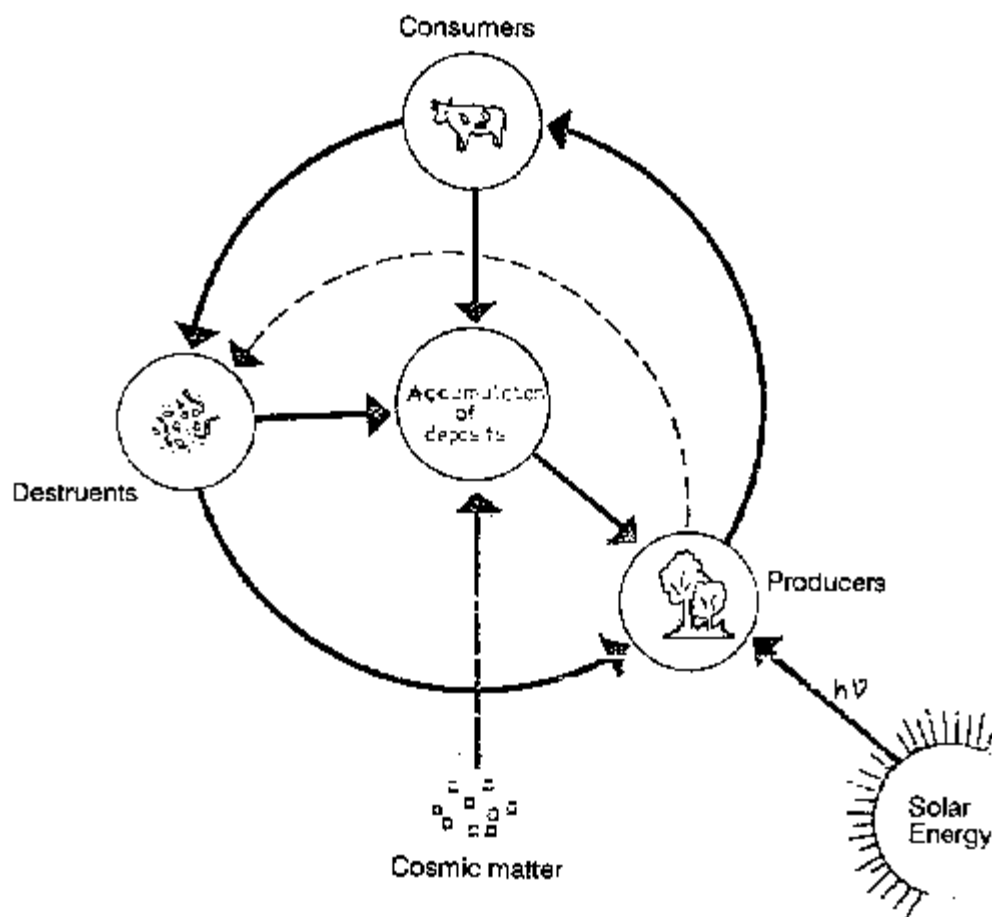 Consumers
Accumulation
of
deposits
Destruents
Producers
hν
Solar
Energy
Cosmic matter